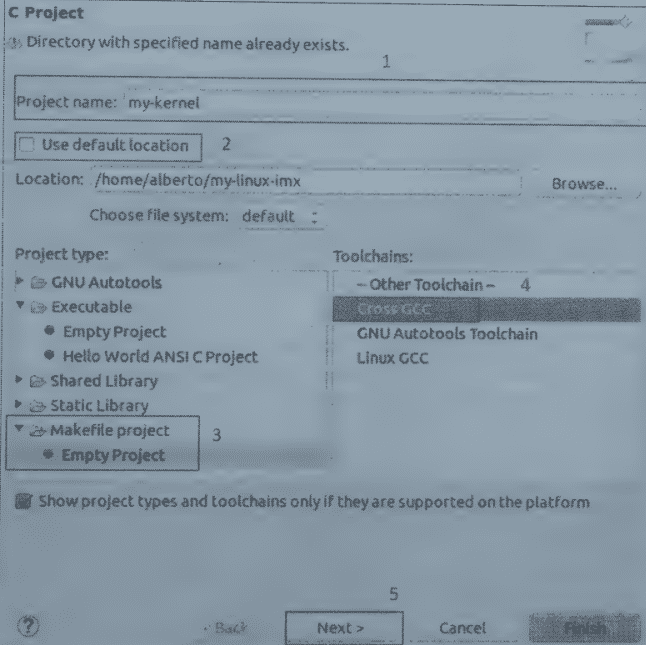 C Project
Directory with specified name already exists.
1
Project name: my-kernel
Use default location 2
Location: /home/alberto/my-linux-imx Browse...
Choose file system: default
Project type: Toolchains:
GNU Autotools -- Other Toolchain -- 4
Executable Cross GCC
Empty Project GNU Autotools Toolchain
Hello World ANSI C Project Linux GCC
Shared Library
Static Library
Makefile project 3
Empty Project
Show project types and toolchains only if they are supported on the platform
5
? < Back Next > Cancel Finish